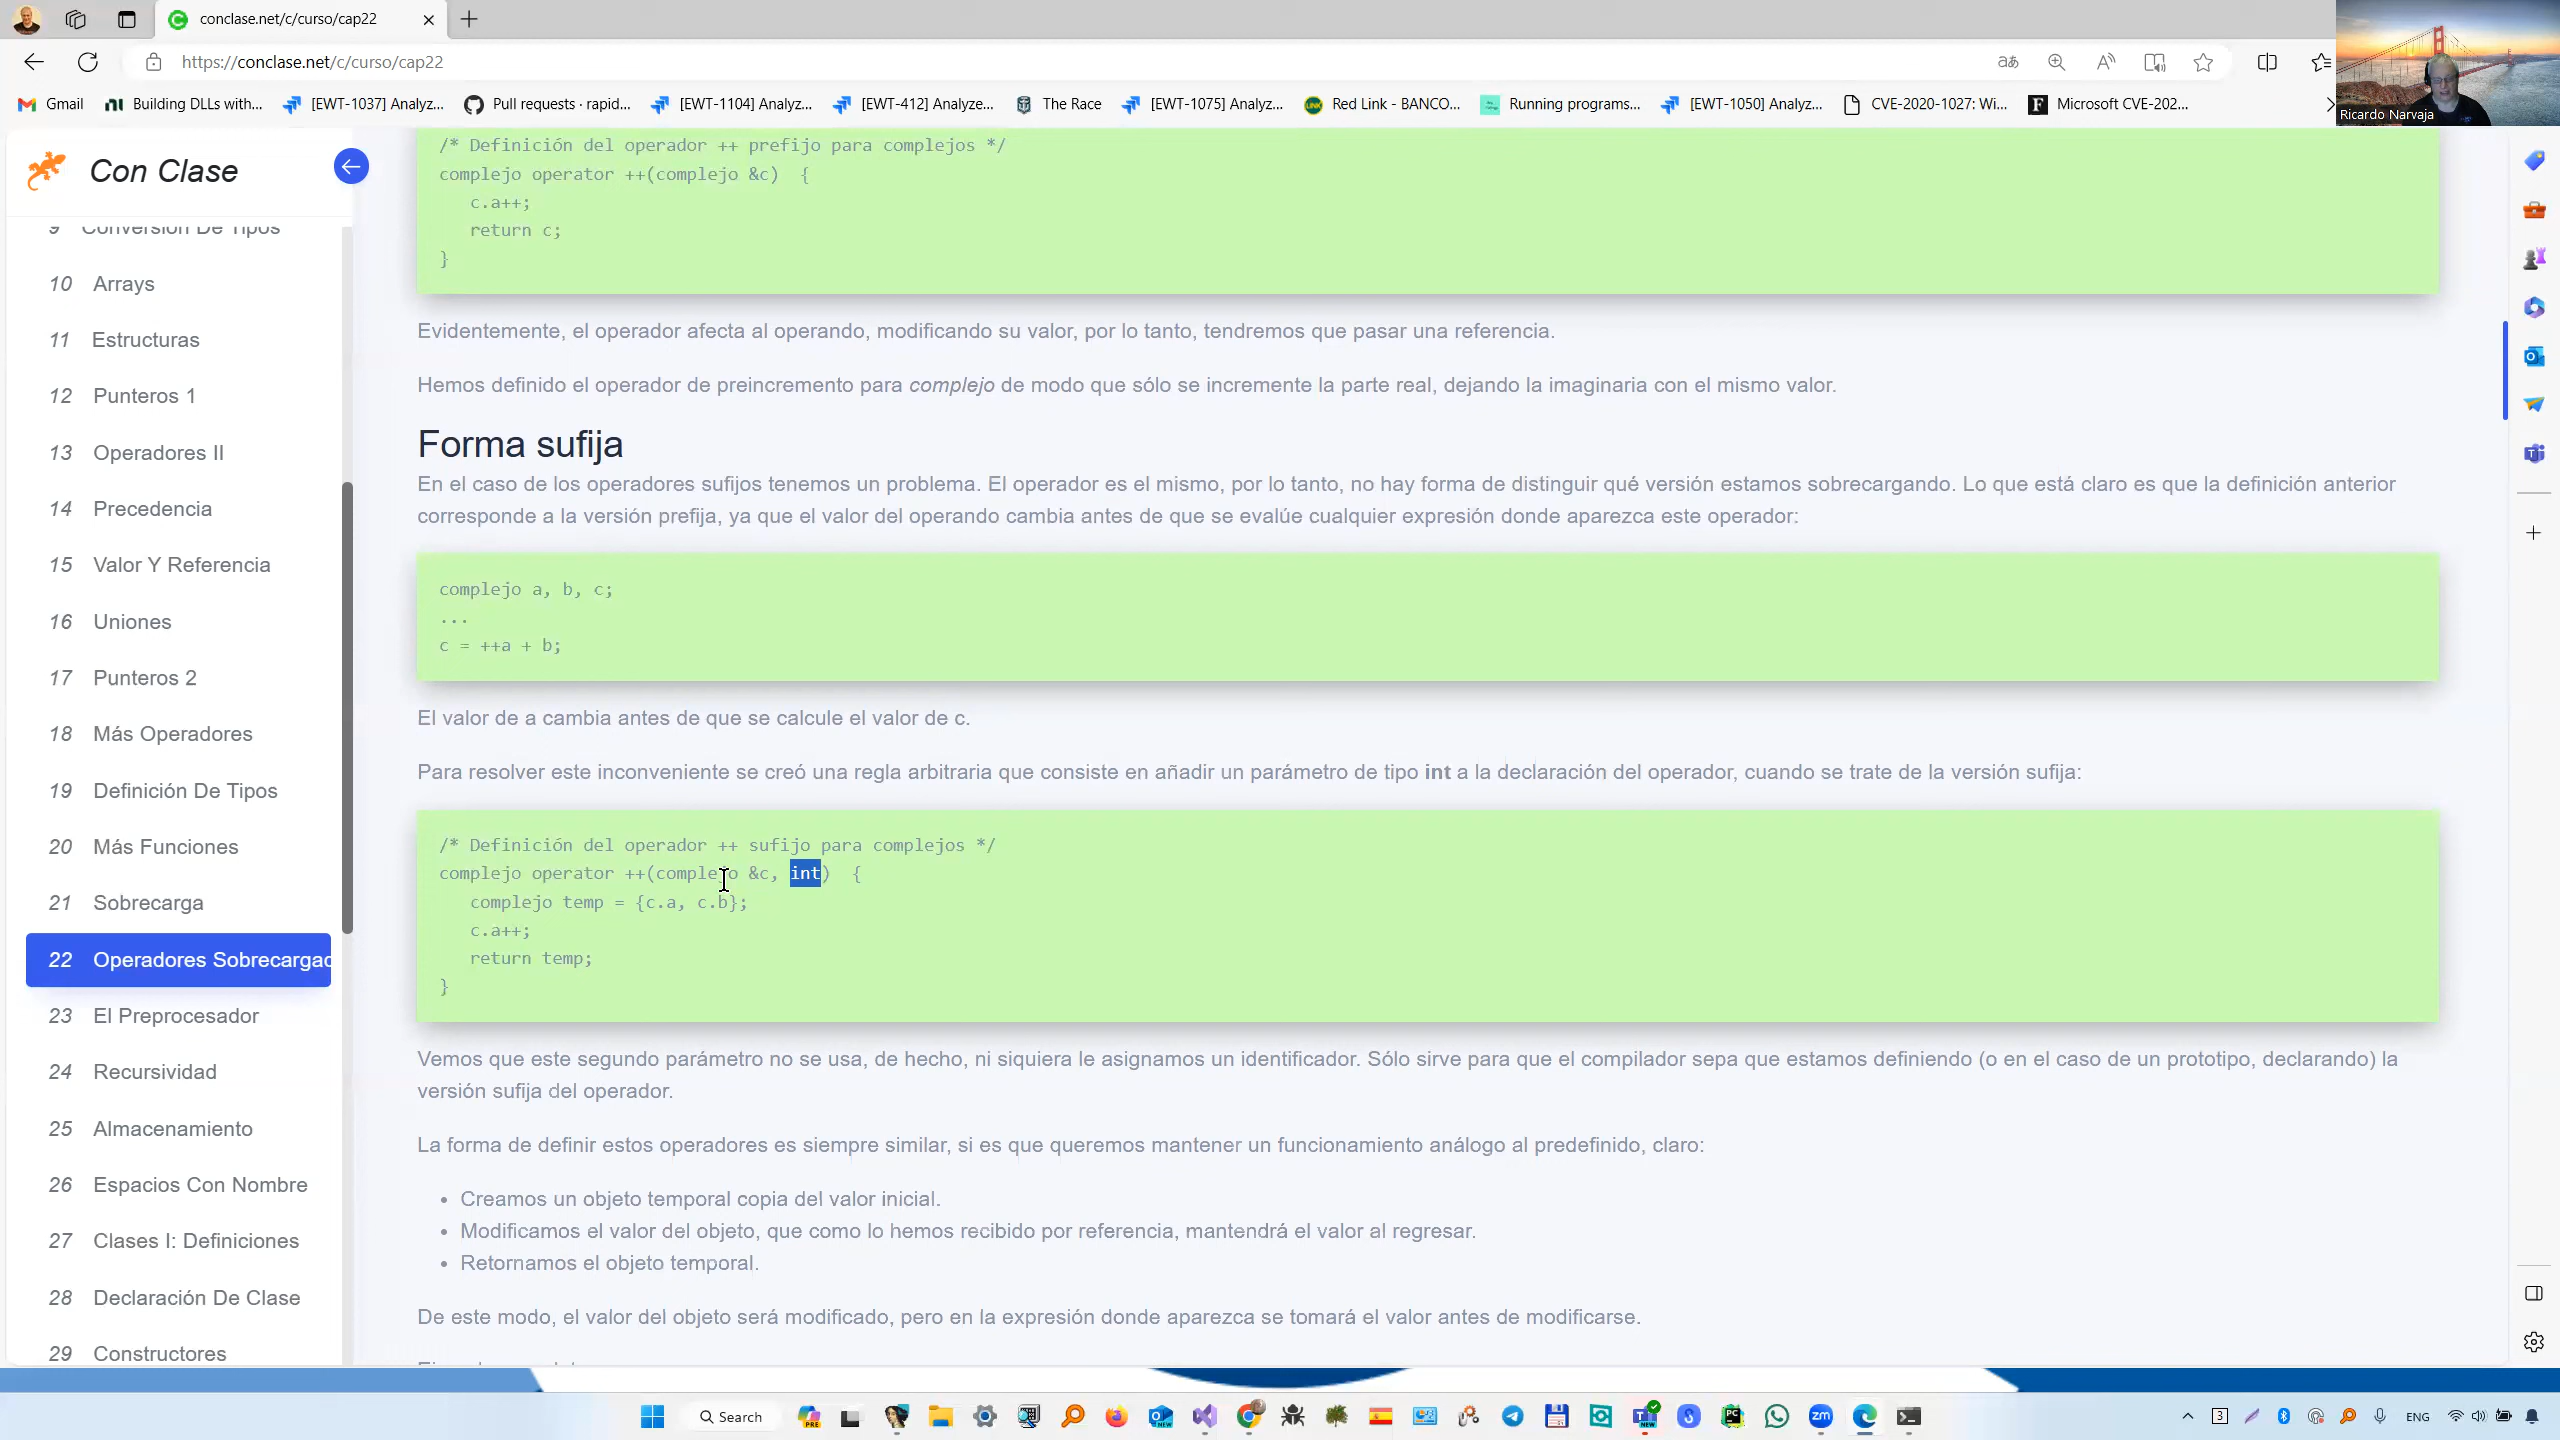 conclase.net/c/curso/cap22
https://conclase.net/c/curso/cap22
Gmail
Building DLLs with...
[EWT-1037] Analyz...
Pull requests · rapid...
[EWT-1104] Analyz...
[EWT-412] Analyze...
The Race
[EWT-1075] Analyz...
Red Link - BANCO...
Running programs...
[EWT-1050] Analyz...
CVE-2020-1027: Wi...
Microsoft CVE-202...
Ricardo Narvaja
Con Clase
9 Conversión De Tipos
10 Arrays
11 Estructuras
12 Punteros 1
13 Operadores II
14 Precedencia
15 Valor Y Referencia
16 Uniones
17 Punteros 2
18 Más Operadores
19 Definición De Tipos
20 Más Funciones
21 Sobrecarga
22 Operadores Sobrecargad
23 El Preprocesador
24 Recursividad
25 Almacenamiento
26 Espacios Con Nombre
27 Clases I: Definiciones
28 Declaración De Clase
29 Constructores
/* Definición del operador ++ prefijo para complejos */
complejo operator ++(complejo &c) {
c.a++;
return c;
}
Evidentemente, el operador afecta al operando, modificando su valor, por lo tanto, tendremos que pasar una referencia.
Hemos definido el operador de preincremento para complejo de modo que sólo se incremente la parte real, dejando la imaginaria con el mismo valor.
Forma sufija
En el caso de los operadores sufijos tenemos un problema. El operador es el mismo, por lo tanto, no hay forma de distinguir qué versión estamos sobrecargando. Lo que está claro es que la definición anterior
corresponde a la versión prefija, ya que el valor del operando cambia antes de que se evalúe cualquier expresión donde aparezca este operador:
complejo a, b, c;
...
c = ++a + b;
El valor de a cambia antes de que se calcule el valor de c.
Para resolver este inconveniente se creó una regla arbitraria que consiste en añadir un parámetro de tipo int a la declaración del operador, cuando se trate de la versión sufija:
/* Definición del operador ++ sufijo para complejos */
complejo operator ++(complejo &c, int) {
complejo temp = {c.a, c.b};
c.a++;
return temp;
}
Vemos que este segundo parámetro no se usa, de hecho, ni siquiera le asignamos un identificador. Sólo sirve para que el compilador sepa que estamos definiendo (o en el caso de un prototipo, declarando) la
versión sufija del operador.
La forma de definir estos operadores es siempre similar, si es que queremos mantener un funcionamiento análogo al predefinido, claro:
• Creamos un objeto temporal copia del valor inicial.
• Modificamos el valor del objeto, que como lo hemos recibido por referencia, mantendrá el valor al regresar.
• Retornamos el objeto temporal.
De este modo, el valor del objeto será modificado, pero en la expresión donde aparezca se tomará el valor antes de modificarse.
Search
ENG